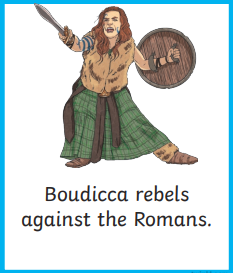 Boudicca rebels
against the Romans.